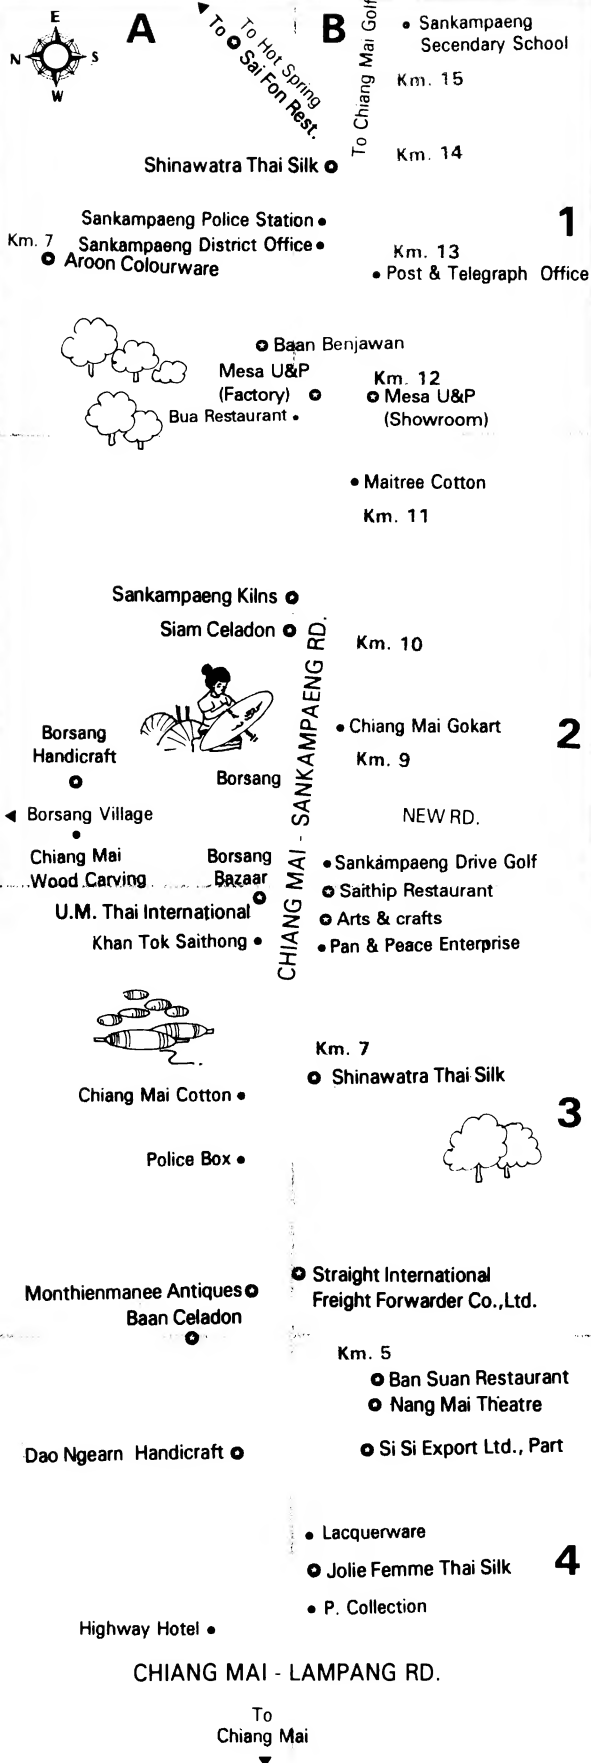 E
N
S
W
A
B
To Hot Spring
To Sai Fon Rest.
To Chiang Mai Golf
Sankampaeng
Secendary School
Km. 15
Km. 14
Shinawatra Thai Silk
1
Sankampaeng Police Station
Km. 7
Sankampaeng District Office
Aroon Colourware
Km. 13
Post & Telegraph Office
Baan Benjawan
Mesa U&P
(Factory)
Km. 12
Mesa U&P
(Showroom)
Bua Restaurant
Maitree Cotton
Km. 11
Sankampaeng Kilns
Siam Celadon
Km. 10
CHIANG MAI - SANKAMPAENG RD.
Chiang Mai Gokart
2
Borsang
Handicraft
Km. 9
Borsang
Borsang Village
NEW RD.
Chiang Mai
Wood Carving
Borsang
Bazaar
Sankampaeng Drive Golf
Saithip Restaurant
U.M. Thai International
Arts & crafts
Khan Tok Saithong
Pan & Peace Enterprise
Km. 7
Shinawatra Thai Silk
Chiang Mai Cotton
3
Police Box
Straight International
Freight Forwarder Co.,Ltd.
Monthienmanee Antiques
Baan Celadon
Km. 5
Ban Suan Restaurant
Nang Mai Theatre
Dao Ngearn Handicraft
Si Si Export Ltd., Part
Lacquerware
Jolie Femme Thai Silk
4
P. Collection
Highway Hotel
CHIANG MAI - LAMPANG RD.
To
Chiang Mai